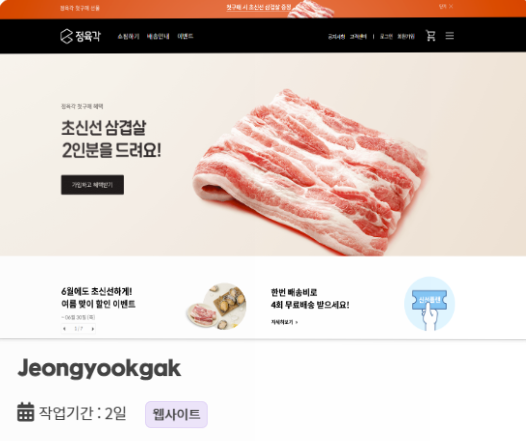 정육각 첫구매 선물
첫구매 시 초신선 삼겹살 증정
닫기
정육각
쇼핑하기 배송안내 이벤트
공지사항 고객센터 | 로그인 회원가입
정육각 첫구매 혜택
초신선 삼겹살
2인분을 드려요!
가입하고 혜택받기
6월에도 초신선하게!
여름 맞이 할인 이벤트
~ 06월 30일 (목)
1 / 7
한번 배송비로
4회 무료배송 받으세요!
자세히보기 >
신선플랜
Jeongyookgak
작업기간 : 2일
웹사이트